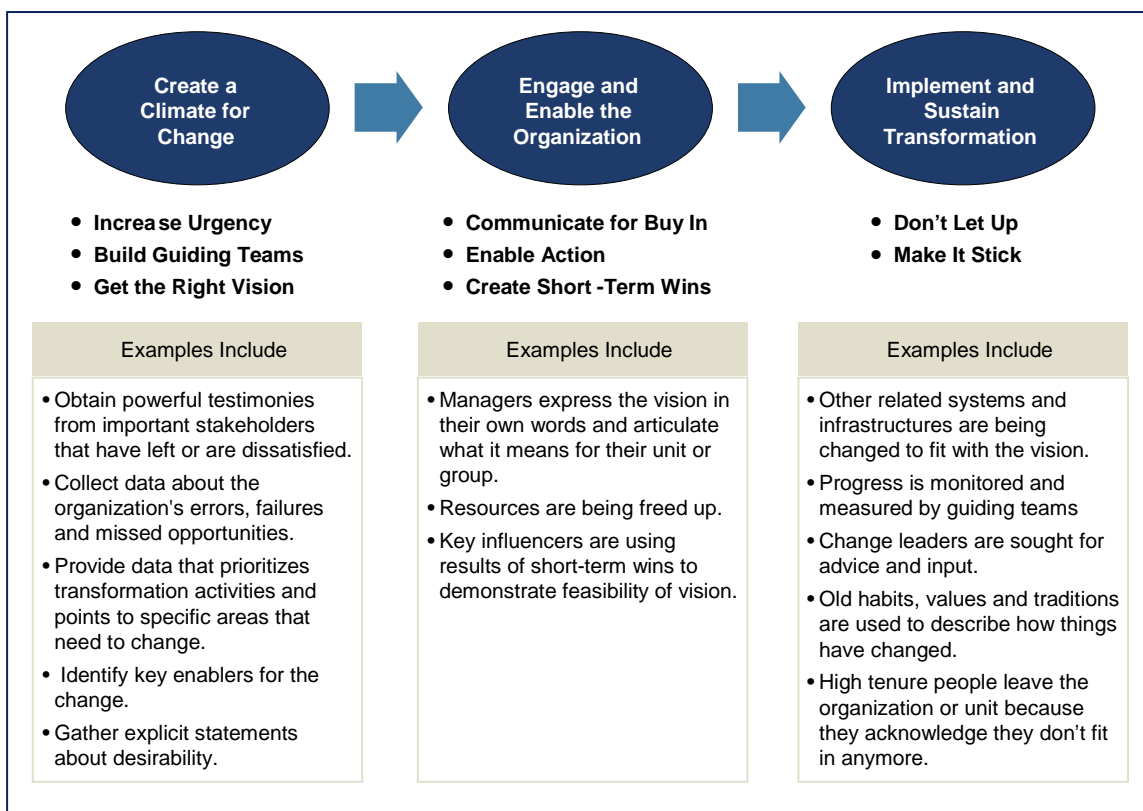 Create a
Climate for
Change
Engage and
Enable the
Organization
Implement and
Sustain
Transformation
• Increase Urgency
• Build Guiding Teams
• Get the Right Vision
• Communicate for Buy In
• Enable Action
• Create Short -Term Wins
• Don’t Let Up
• Make It Stick
Examples Include
• Obtain powerful testimonies
from important stakeholders
that have left or are dissatisfied.
• Collect data about the
organization's errors, failures
and missed opportunities.
• Provide data that prioritizes
transformation activities and
points to specific areas that
need to change.
• Identify key enablers for the
change.
• Gather explicit statements
about desirability.
Examples Include
• Managers express the vision in
their own words and articulate
what it means for their unit or
group.
• Resources are being freed up.
• Key influencers are using
results of short-term wins to
demonstrate feasibility of vision.
Examples Include
• Other related systems and
infrastructures are being
changed to fit with the vision.
• Progress is monitored and
measured by guiding teams
• Change leaders are sought for
advice and input.
• Old habits, values and traditions
are used to describe how things
have changed.
• High tenure people leave the
organization or unit because
they acknowledge they don’t fit
in anymore.